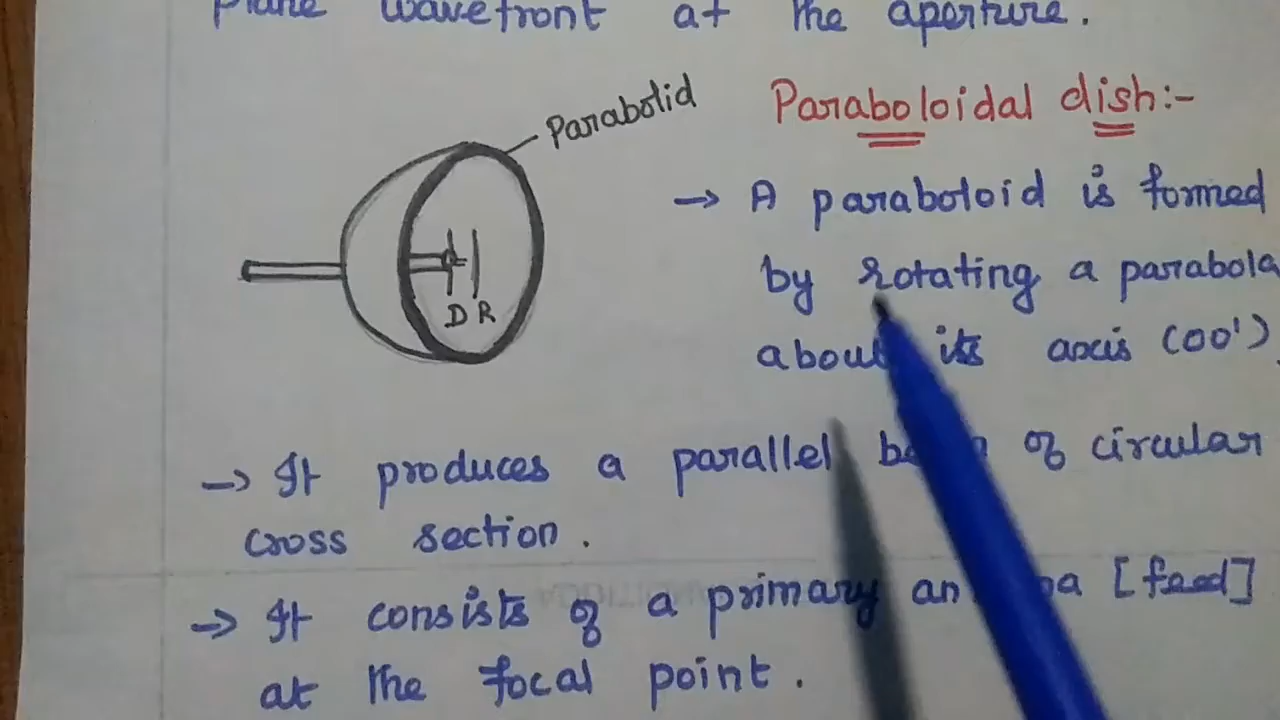 plane wavefront at the aperture.
Parabolid
Paraboloidal dish:-
→ A paraboloid is formed
by rotating a parabola
about its axis (OO')
D R
→ It produces a parallel of circular
cross section.
→ It consists of a primary [feed]
at the focal point.